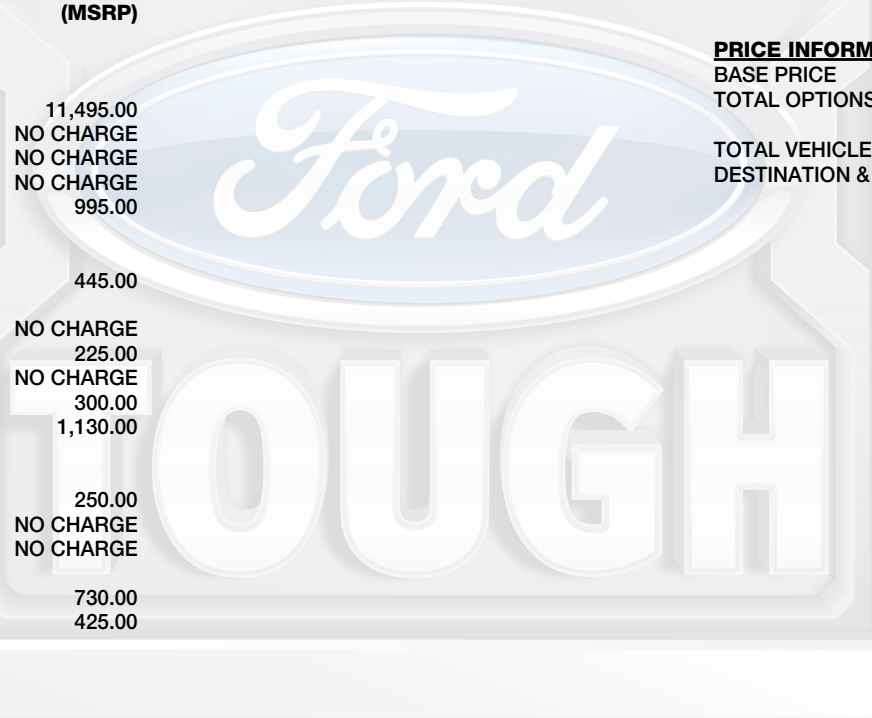 (MSRP)
11,495.00
NO CHARGE
NO CHARGE
NO CHARGE
995.00
445.00
NO CHARGE
225.00
NO CHARGE
300.00
1,130.00
250.00
NO CHARGE
NO CHARGE
730.00
425.00
PRICE INFORM
BASE PRICE
TOTAL OPTIONS
TOTAL VEHICLE
DESTINATION &
Ford
TOUGH